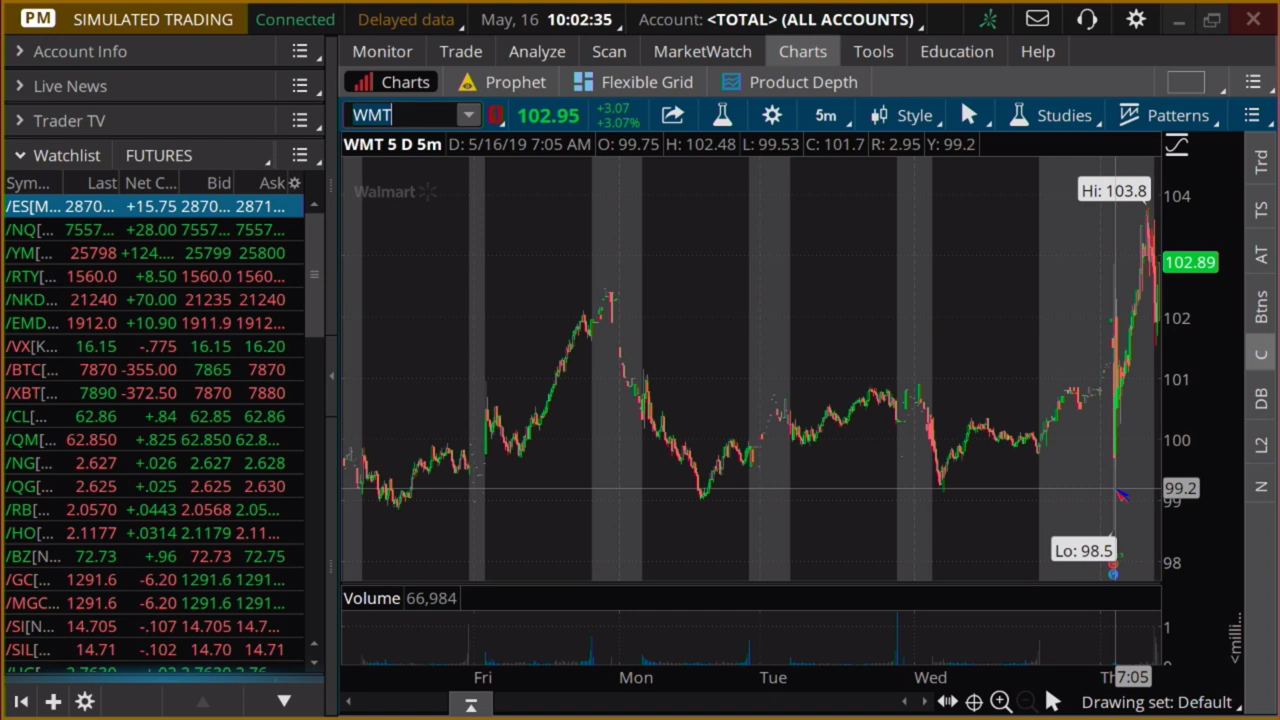 PM SIMULATED TRADING Connected Delayed data May, 16 10:02:35 Account: <TOTAL> (ALL ACCOUNTS)
Account Info
Live News
Trader TV
Watchlist FUTURES
Sym... Last Net C... Bid Ask
/ES[M... 2870... +15.75 2870... 2871...
/NQ[... 7557... +28.00 7557... 7557...
/YM[... 25798 +124.... 25799 25800
/RTY[... 1560.0 +8.50 1560.0 1560...
/NKD... 21240 +70.00 21235 21240
/EMD... 1912.0 +10.90 1911.9 1912...
/VX[K... 16.15 -.775 16.15 16.20
/BTC[... 7870 -355.00 7865 7870
/XBT[... 7890 -372.50 7870 7880
/CL[... 62.86 +.84 62.85 62.86
/QM[... 62.850 +.825 62.850 62.8...
/NG[... 2.627 +.026 2.627 2.628
/QG[... 2.625 +.025 2.625 2.630
/RB[... 2.0570 +.0443 2.0568 2.05...
/HO[... 2.1177 +.0314 2.1179 2.11...
/BZ[N... 72.73 +.96 72.73 72.75
/GC[... 1291.6 -6.20 1291.6 1291...
/MGC... 1291.6 -6.20 1291.6 1291...
/SI[N... 14.705 -.107 14.705 14.7...
/SIL[... 14.71 -.102 14.70 14.71
Monitor Trade Analyze Scan MarketWatch Charts Tools Education Help
Charts Prophet Flexible Grid Product Depth
WMT 102.95 +3.07 +3.07% 5m Style Studies Patterns
WMT 5 D 5m D: 5/16/19 7:05 AM O: 99.75 H: 102.48 L: 99.53 C: 101.7 R: 2.95 Y: 99.2
Walmart
Hi: 103.8
104
102.89
102
101
100
99.2
99
Lo: 98.5
98
Volume 66,984
1
0
<milli...
Fri Mon Tue Wed Th 7:05
Drawing set: Default
Trd
TS
AT
Btns
C
DB
L2
N